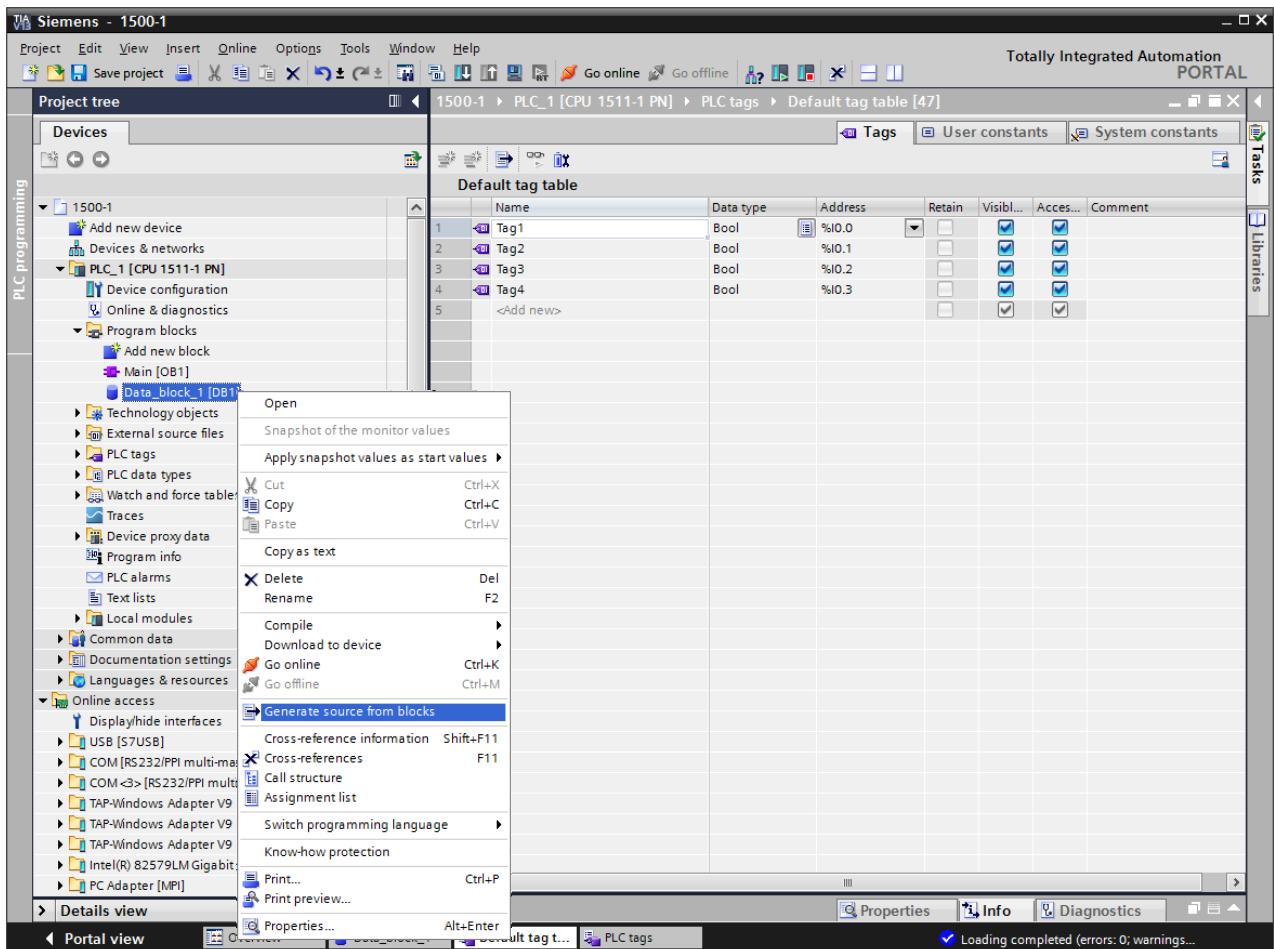 Siemens - 1500-1
Project Edit View Insert Online Options Tools Window Help
Totally Integrated Automation
PORTAL
Save project Go online Go offline
Project tree
1500-1 PLC_1 [CPU 1511-1 PN] PLC tags Default tag table [47]
Devices
Tags User constants System constants
Default tag table
Name Data type Address Retain Visibl... Acces... Comment
1 Tag1 Bool %I0.0
2 Tag2 Bool %I0.1
3 Tag3 Bool %I0.2
4 Tag4 Bool %I0.3
5 <Add new>
PLC programming
Tasks
Libraries
1500-1
Add new device
Devices & networks
PLC_1 [CPU 1511-1 PN]
Device configuration
Online & diagnostics
Program blocks
Add new block
Main [OB1]
Data_block_1 [DB1]
Technology objects
External source files
PLC tags
PLC data types
Watch and force tables
Traces
Device proxy data
Program info
PLC alarms
Text lists
Local modules
Common data
Documentation settings
Languages & resources
Online access
Display/hide interfaces
USB [S7USB]
COM [RS232/PPI multi-ma
COM <3> [RS232/PPI mult
TAP-Windows Adapter V9
TAP-Windows Adapter V9
TAP-Windows Adapter V9
Intel(R) 82579LM Gigabit
PC Adapter [MPI]
Open
Snapshot of the monitor values
Apply snapshot values as start values
Cut Ctrl+X
Copy Ctrl+C
Paste Ctrl+V
Copy as text
Delete Del
Rename F2
Compile
Download to device
Go online Ctrl+K
Go offline Ctrl+M
Generate source from blocks
Cross-reference information Shift+F11
Cross-references F11
Call structure
Assignment list
Switch programming language
Know-how protection
Print... Ctrl+P
Print preview...
Properties... Alt+Enter
Details view
Properties Info Diagnostics
Portal view
PLC tags
Loading completed (errors: 0; warnings...